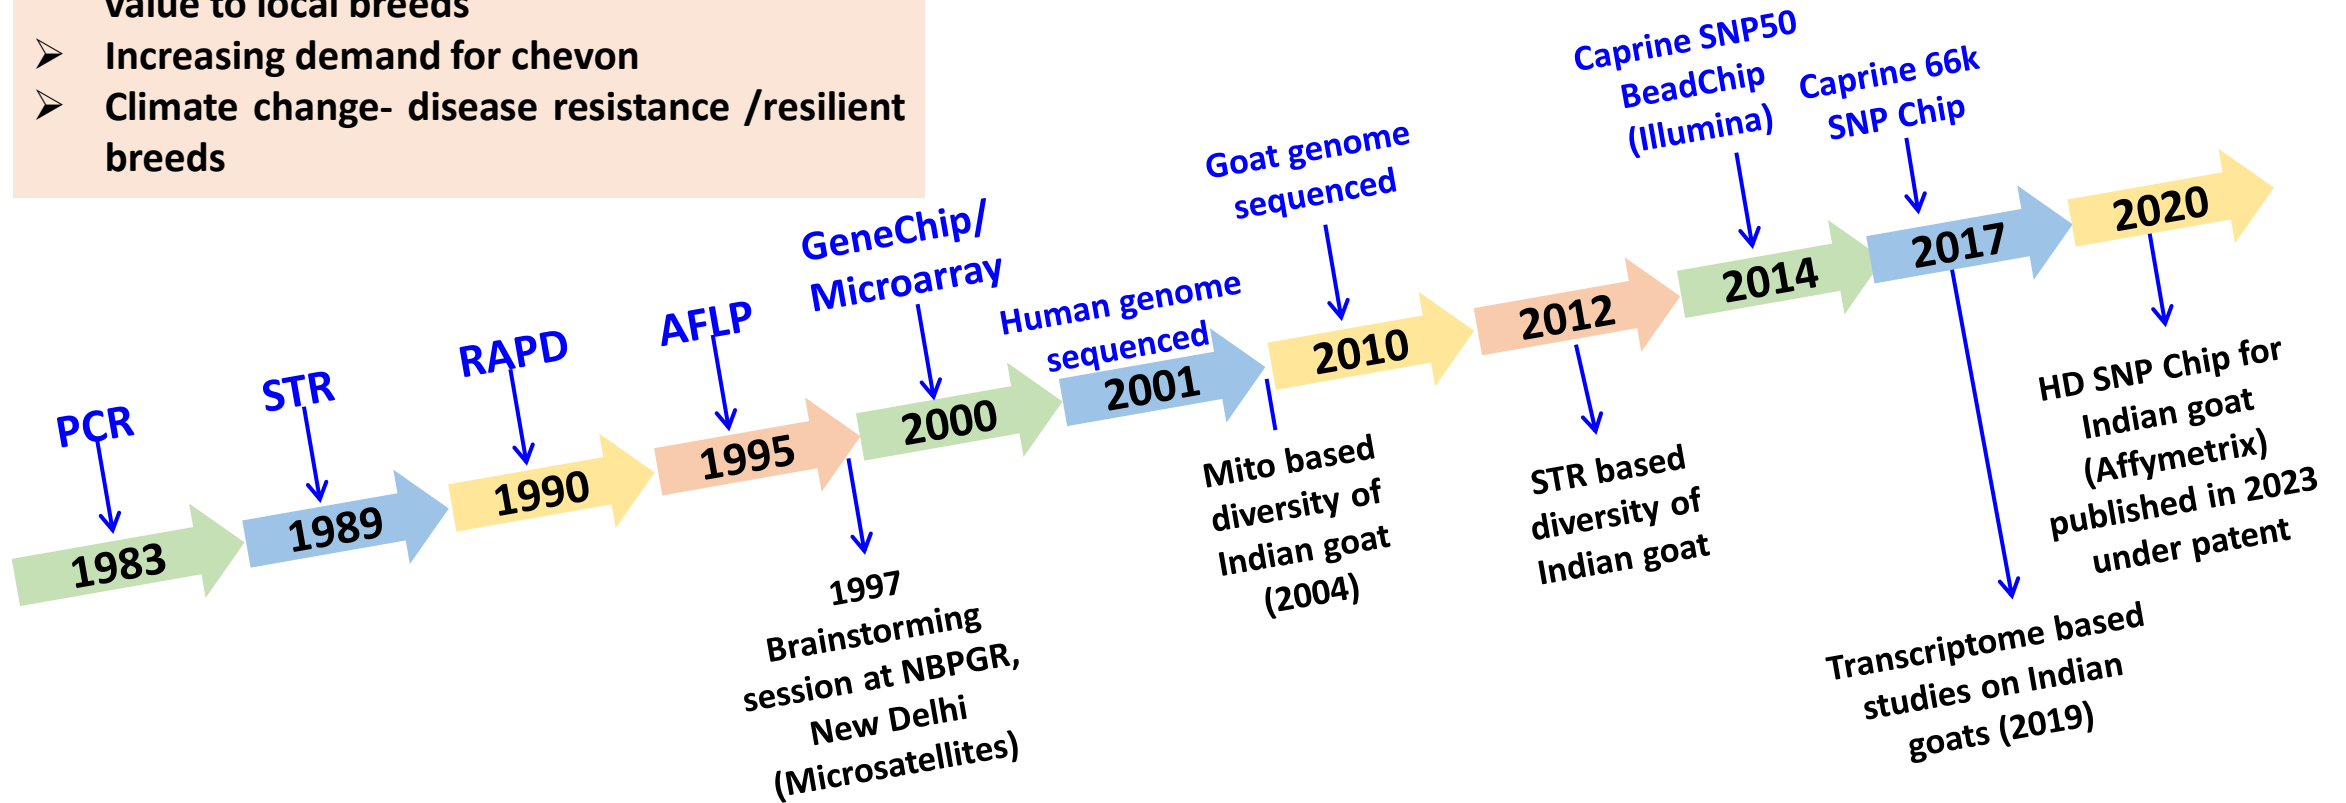 value to local breeds
➢ Increasing demand for chevon
➢ Climate change- disease resistance /resilient
breeds
PCR
STR
RAPD
AFLP
GeneChip/
Microarray
Human genome
sequenced
Goat genome
sequenced
Caprine SNP50
BeadChip
(Illumina)
Caprine 66k
SNP Chip
1983
1989
1990
1995
2000
2001
2010
2012
2014
2017
2020
1997
Brainstorming
session at NBPGR,
New Delhi
(Microsatellites)
Mito based
diversity of
Indian goat
(2004)
STR based
diversity of
Indian goat
Transcriptome based
studies on Indian
goats (2019)
HD SNP Chip for
Indian goat
(Affymetrix)
published in 2023
under patent